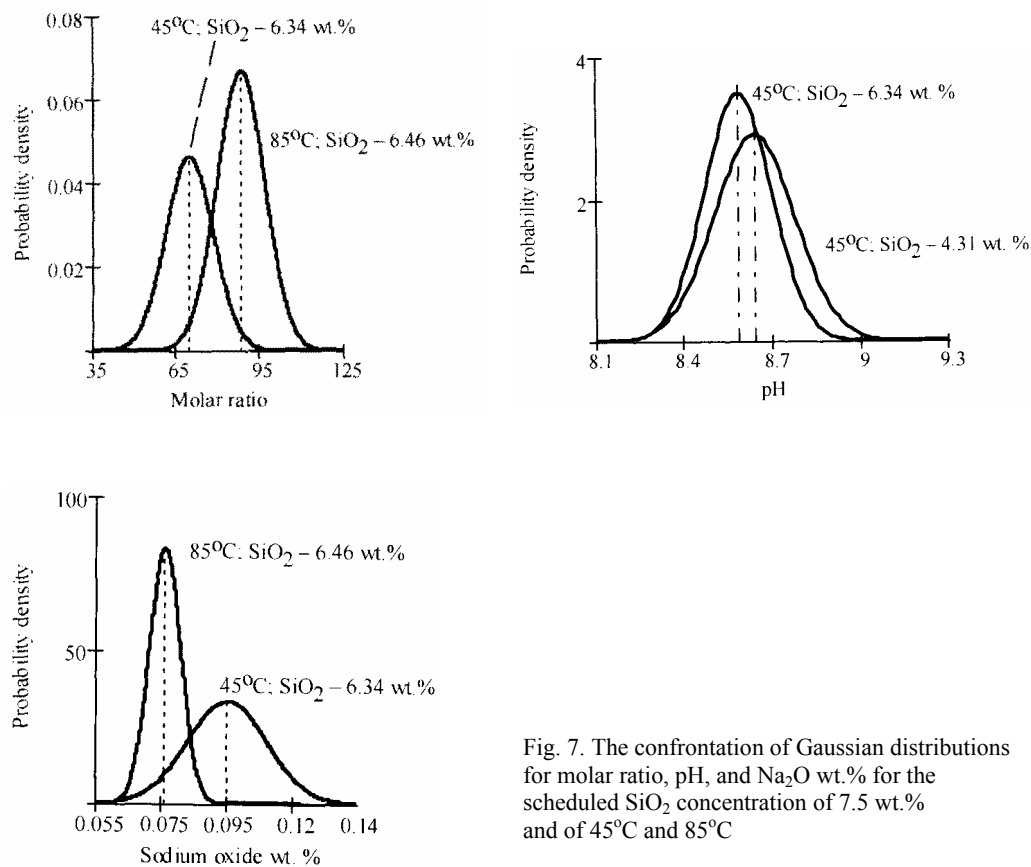 0.08
0.06
0.04
0.02
Probability density
45°C; SiO₂ – 6.34 wt.%
85°C; SiO₂ – 6.46 wt.%
35 65 95 125
Molar ratio
4
2
Probability density
45°C; SiO₂ – 6.34 wt. %
45°C; SiO₂ – 4.31 wt. %
8.1 8.4 8.7 9 9.3
pH
100
50
Probability density
85°C; SiO₂ – 6.46 wt.%
45°C; SiO₂ – 6.34 wt.%
0.055 0.075 0.095 0.12 0.14
Sodium oxide wt. %
Fig. 7. The confrontation of Gaussian distributions
for molar ratio, pH, and Na₂O wt.% for the
scheduled SiO₂ concentration of 7.5 wt.%
and of 45°C and 85°C